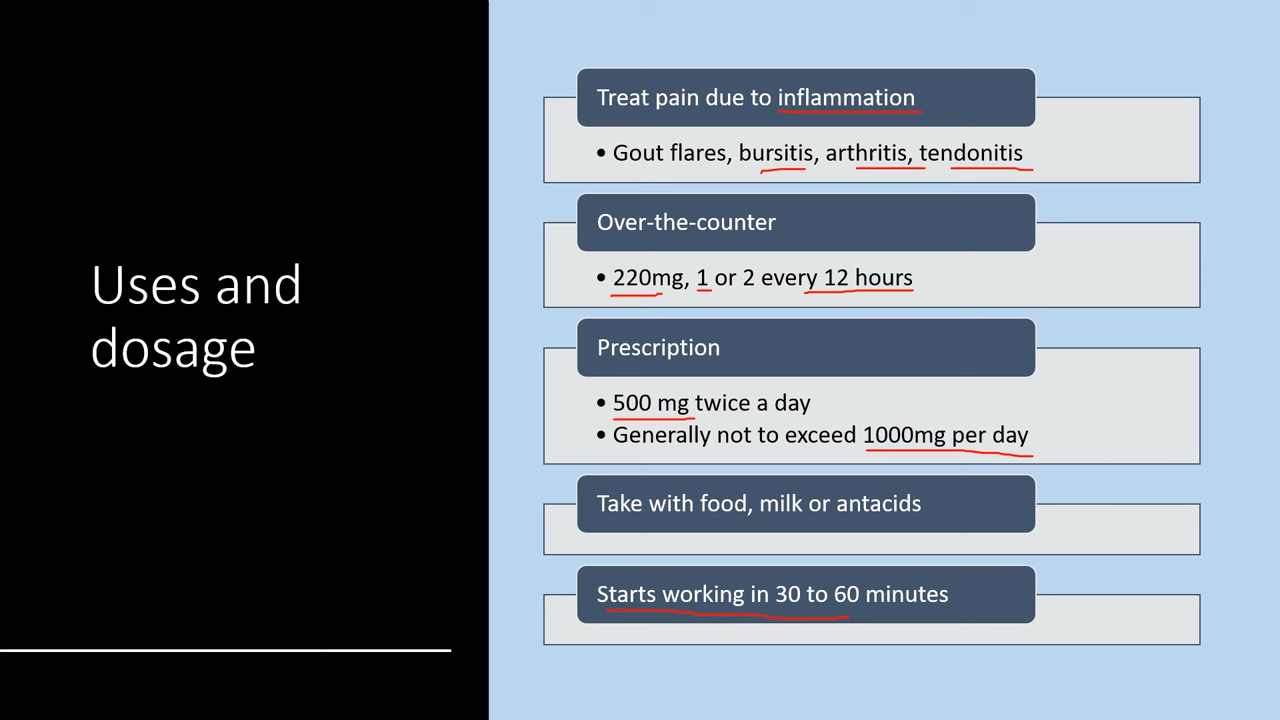 Uses and
dosage
Treat pain due to inflammation
• Gout flares, bursitis, arthritis, tendonitis
Over-the-counter
• 220mg, 1 or 2 every 12 hours
Prescription
• 500 mg twice a day
• Generally not to exceed 1000mg per day
Take with food, milk or antacids
Starts working in 30 to 60 minutes